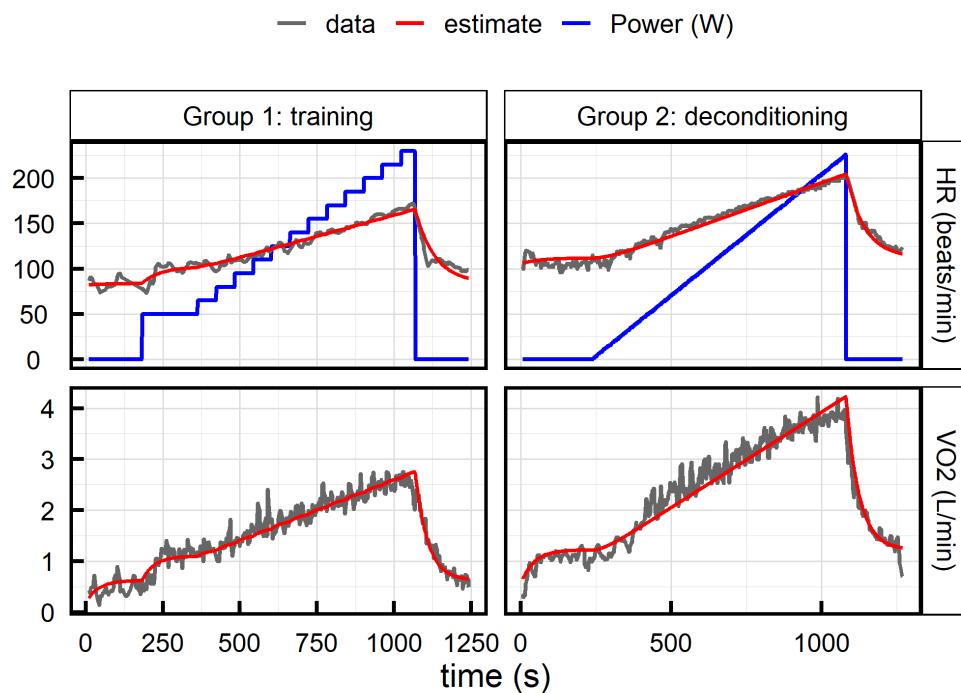 data estimate Power (W)
Group 1: training
Group 2: deconditioning
200
150
100
50
0
HR (beats/min)
4
3
2
1
0
VO2 (L/min)
0 250 500 750 1000 1250
0 500 1000
time (s)